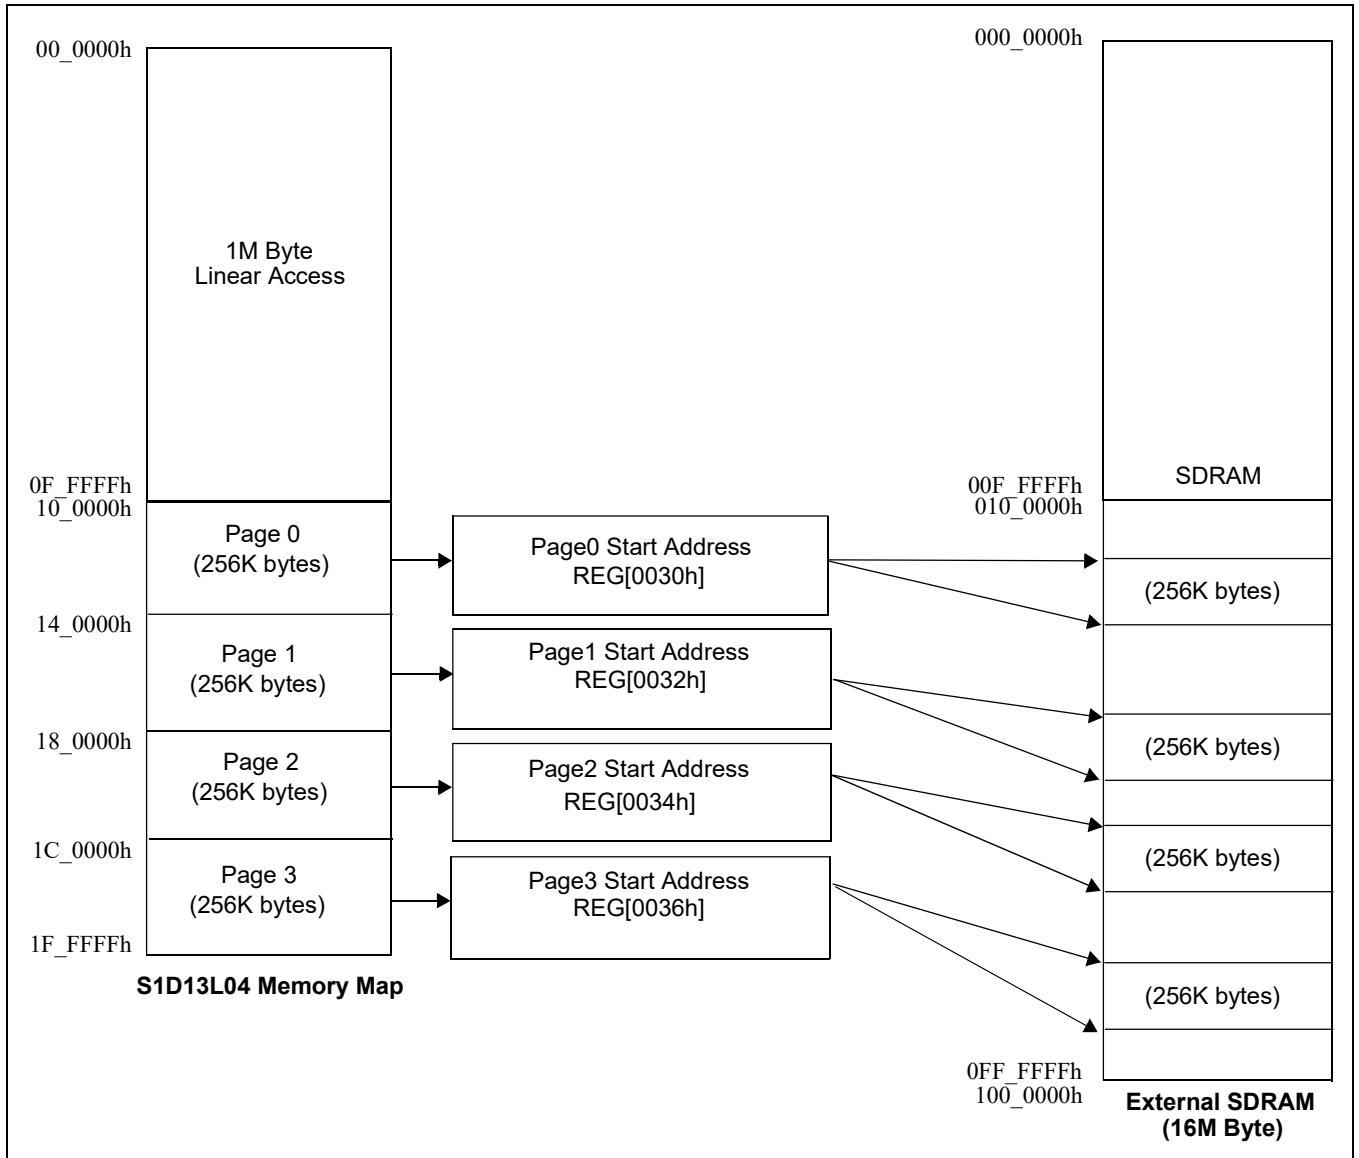 00_0000h
1M Byte
Linear Access
0F_FFFFh
10_0000h
Page 0
(256K bytes)
14_0000h
Page 1
(256K bytes)
18_0000h
Page 2
(256K bytes)
1C_0000h
Page 3
(256K bytes)
1F_FFFFh
S1D13L04 Memory Map
Page0 Start Address
REG[0030h]
Page1 Start Address
REG[0032h]
Page2 Start Address
REG[0034h]
Page3 Start Address
REG[0036h]
000_0000h
SDRAM
00F_FFFFh
010_0000h
(256K bytes)
(256K bytes)
(256K bytes)
(256K bytes)
0FF_FFFFh
100_0000h
External SDRAM
(16M Byte)